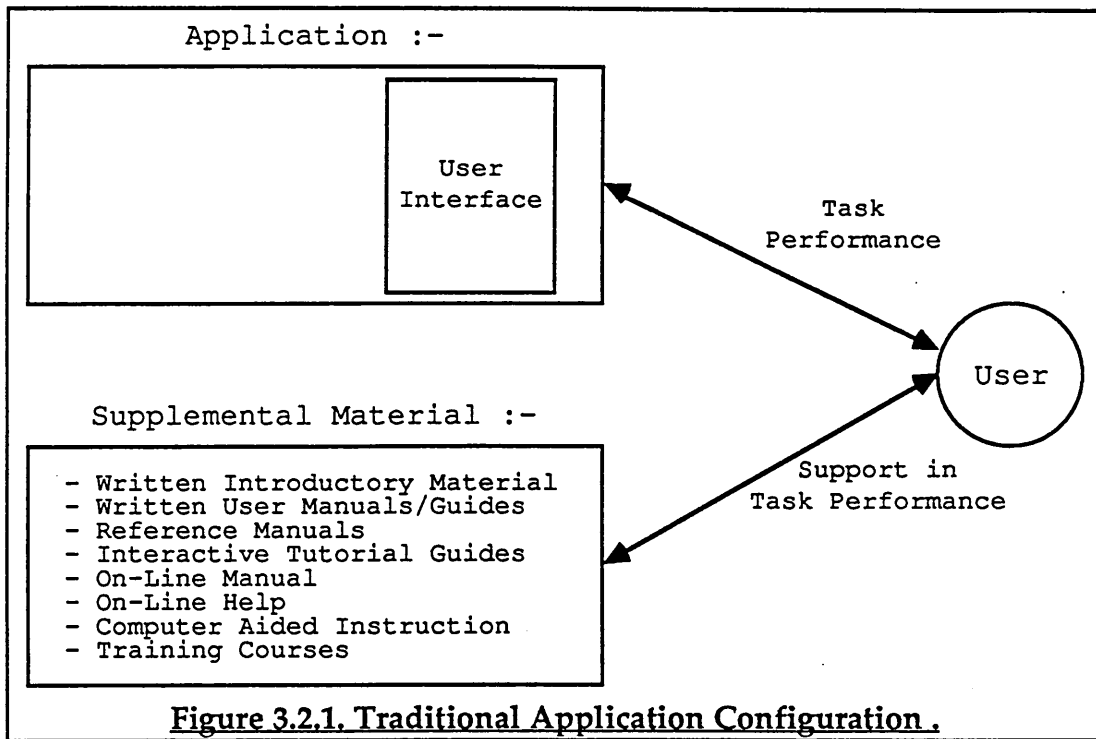 Application :-
User
Interface
Task
Performance
User
Supplemental Material :-
- Written Introductory Material
- Written User Manuals/Guides
- Reference Manuals
- Interactive Tutorial Guides
- On-Line Manual
- On-Line Help
- Computer Aided Instruction
- Training Courses
Support in
Task Performance
Figure 3.2.1. Traditional Application Configuration .